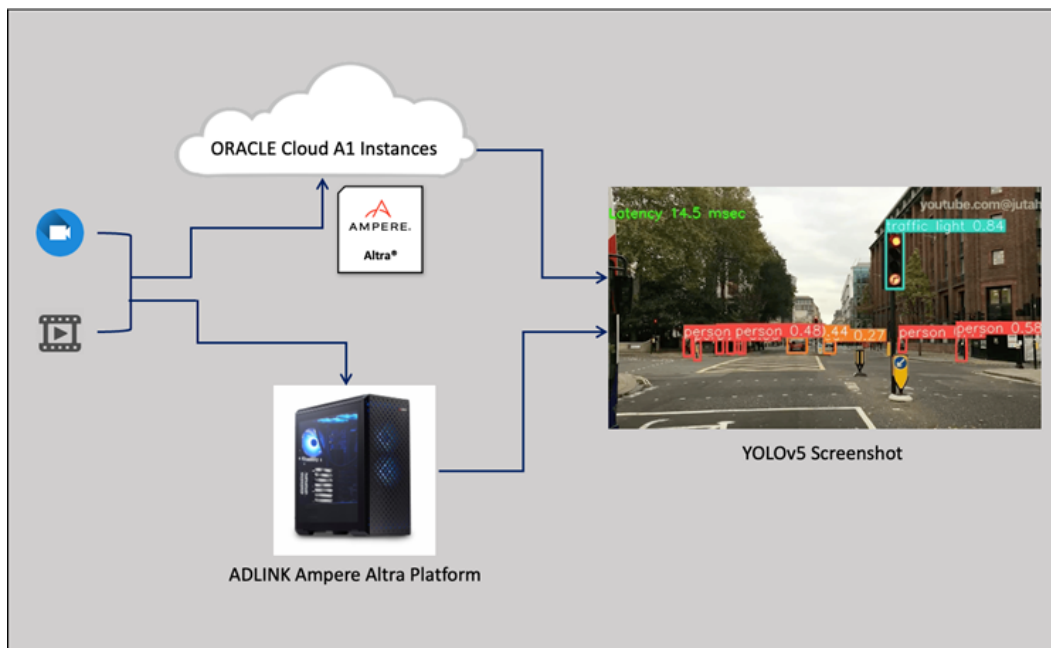 ORACLE Cloud A1 Instances
AMPERE.
Altra®
youtube.com@jutah
Latency 14.5 msec
traffic light 0.84
person person 0.48 .44 0.27 person person 0.58
YOLOv5 Screenshot
ADLINK Ampere Altra Platform